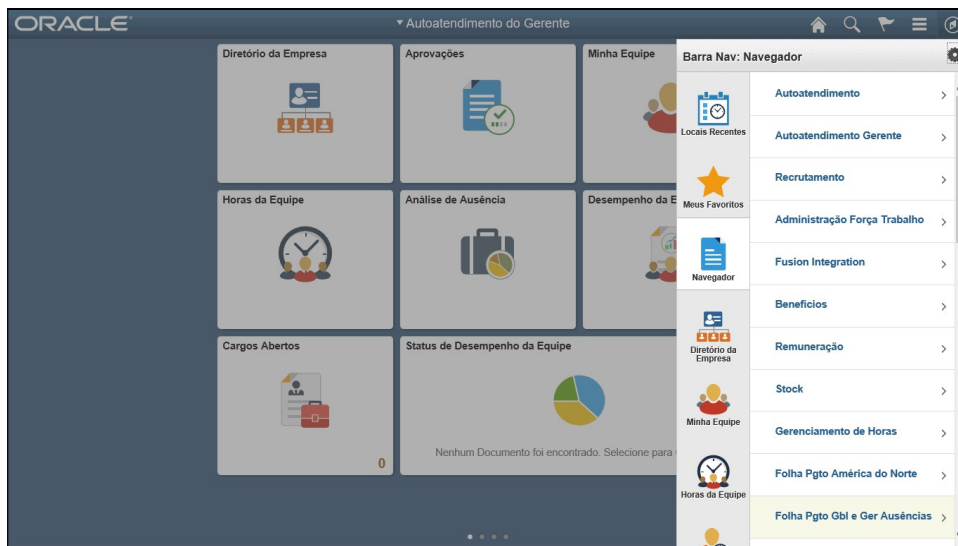 ORACLE
Autoatendimento do Gerente
Diretório da Empresa
Aprovações
Minha Equipe
Horas da Equipe
Análise de Ausência
Desempenho da E
Cargos Abertos
0
Status de Desempenho da Equipe
Nenhum Documento foi encontrado. Selecione para
Barra Nav: Navegador
Locais Recentes
Meus Favoritos
Navegador
Diretório da
Empresa
Minha Equipe
Horas da Equipe
Autoatendimento
Autoatendimento Gerente
Recrutamento
Administração Força Trabalho
Fusion Integration
Benefícios
Remuneração
Stock
Gerenciamento de Horas
Folha Pgto América do Norte
Folha Pgto Gbl e Ger Ausências